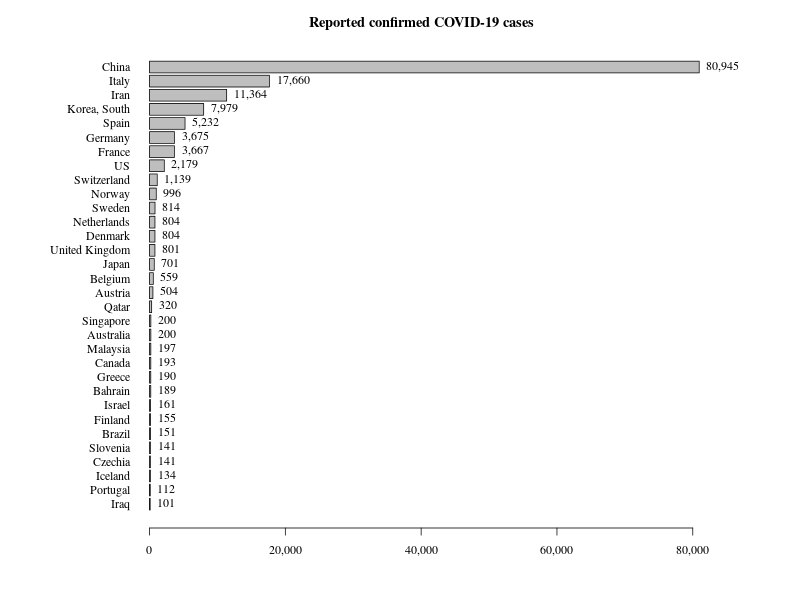 Reported confirmed COVID-19 cases
China 80,945
Italy 17,660
Iran 11,364
Korea, South 7,979
Spain 5,232
Germany 3,675
France 3,667
US 2,179
Switzerland 1,139
Norway 996
Sweden 814
Netherlands 804
Denmark 804
United Kingdom 801
Japan 701
Belgium 559
Austria 504
Qatar 320
Singapore 200
Australia 200
Malaysia 197
Canada 193
Greece 190
Bahrain 189
Israel 161
Finland 155
Brazil 151
Slovenia 141
Czechia 141
Iceland 134
Portugal 112
Iraq 101
0 20,000 40,000 60,000 80,000